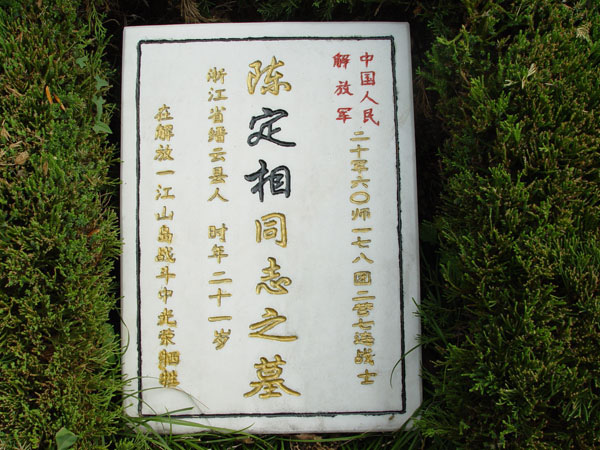 中国人民
解放军
二十军六〇师一七八团二营七连战士
陈定相同志之墓
浙江省缙云县人 时年二十一岁
在解放一江山岛战斗中光荣牺牲